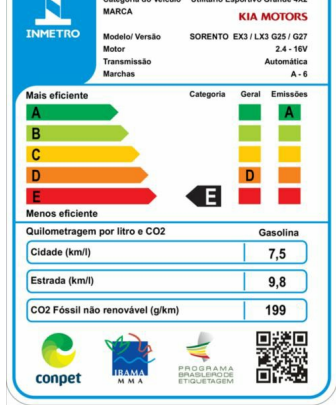 Categoria do Veículo Utilitário Esportivo Grande 4X2
MARCA
KIA MOTORS
INMETRO
Modelo/ Versão SORENTO EX3 / LX3 G25 / G27
Motor 2.4 - 16V
Transmissão Automática
Marchas A - 6
Mais eficiente Categoria Geral Emissões
A A
B
C
D D
E E
Menos eficiente
Quilometragem por litro e CO2 Gasolina
Cidade (km/l) 7,5
Estrada (km/l) 9,8
CO2 Fóssil não renovável (g/km) 199
conpet
IBAMA
M M A
PROGRAMA
BRASILEIRO DE
ETIQUETAGEM